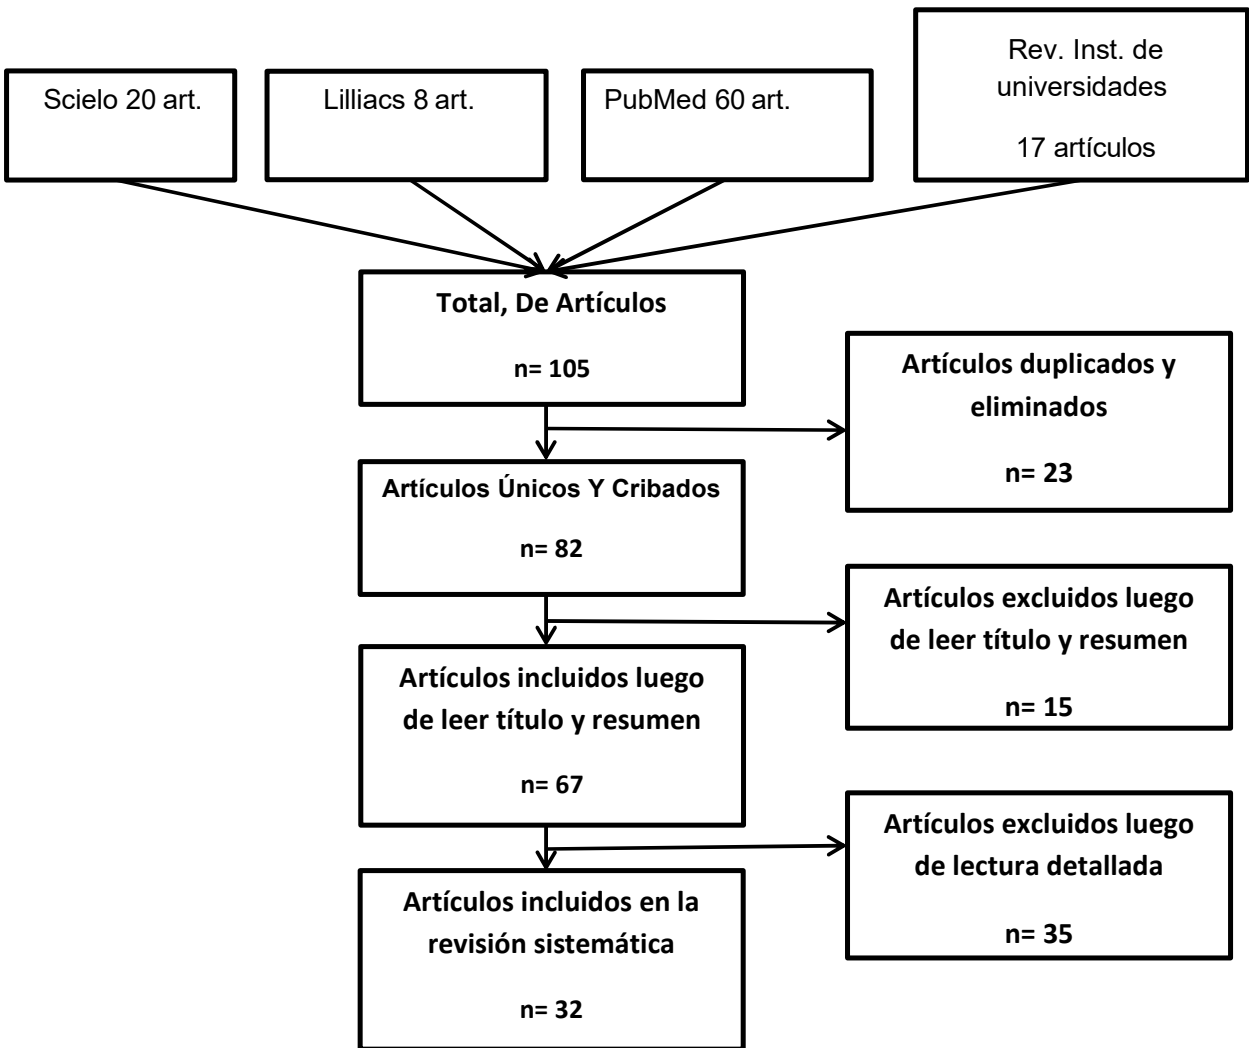 Scielo 20 art.
Lilliacs 8 art.
PubMed 60 art.
Rev. Inst. de
universidades
17 artículos
Total, De Artículos
n= 105
Artículos duplicados y
eliminados
n= 23
Artículos Únicos Y Cribados
n= 82
Artículos excluidos luego
de leer título y resumen
n= 15
Artículos incluidos luego
de leer título y resumen
n= 67
Artículos excluidos luego
de lectura detallada
n= 35
Artículos incluidos en la
revisión sistemática
n= 32